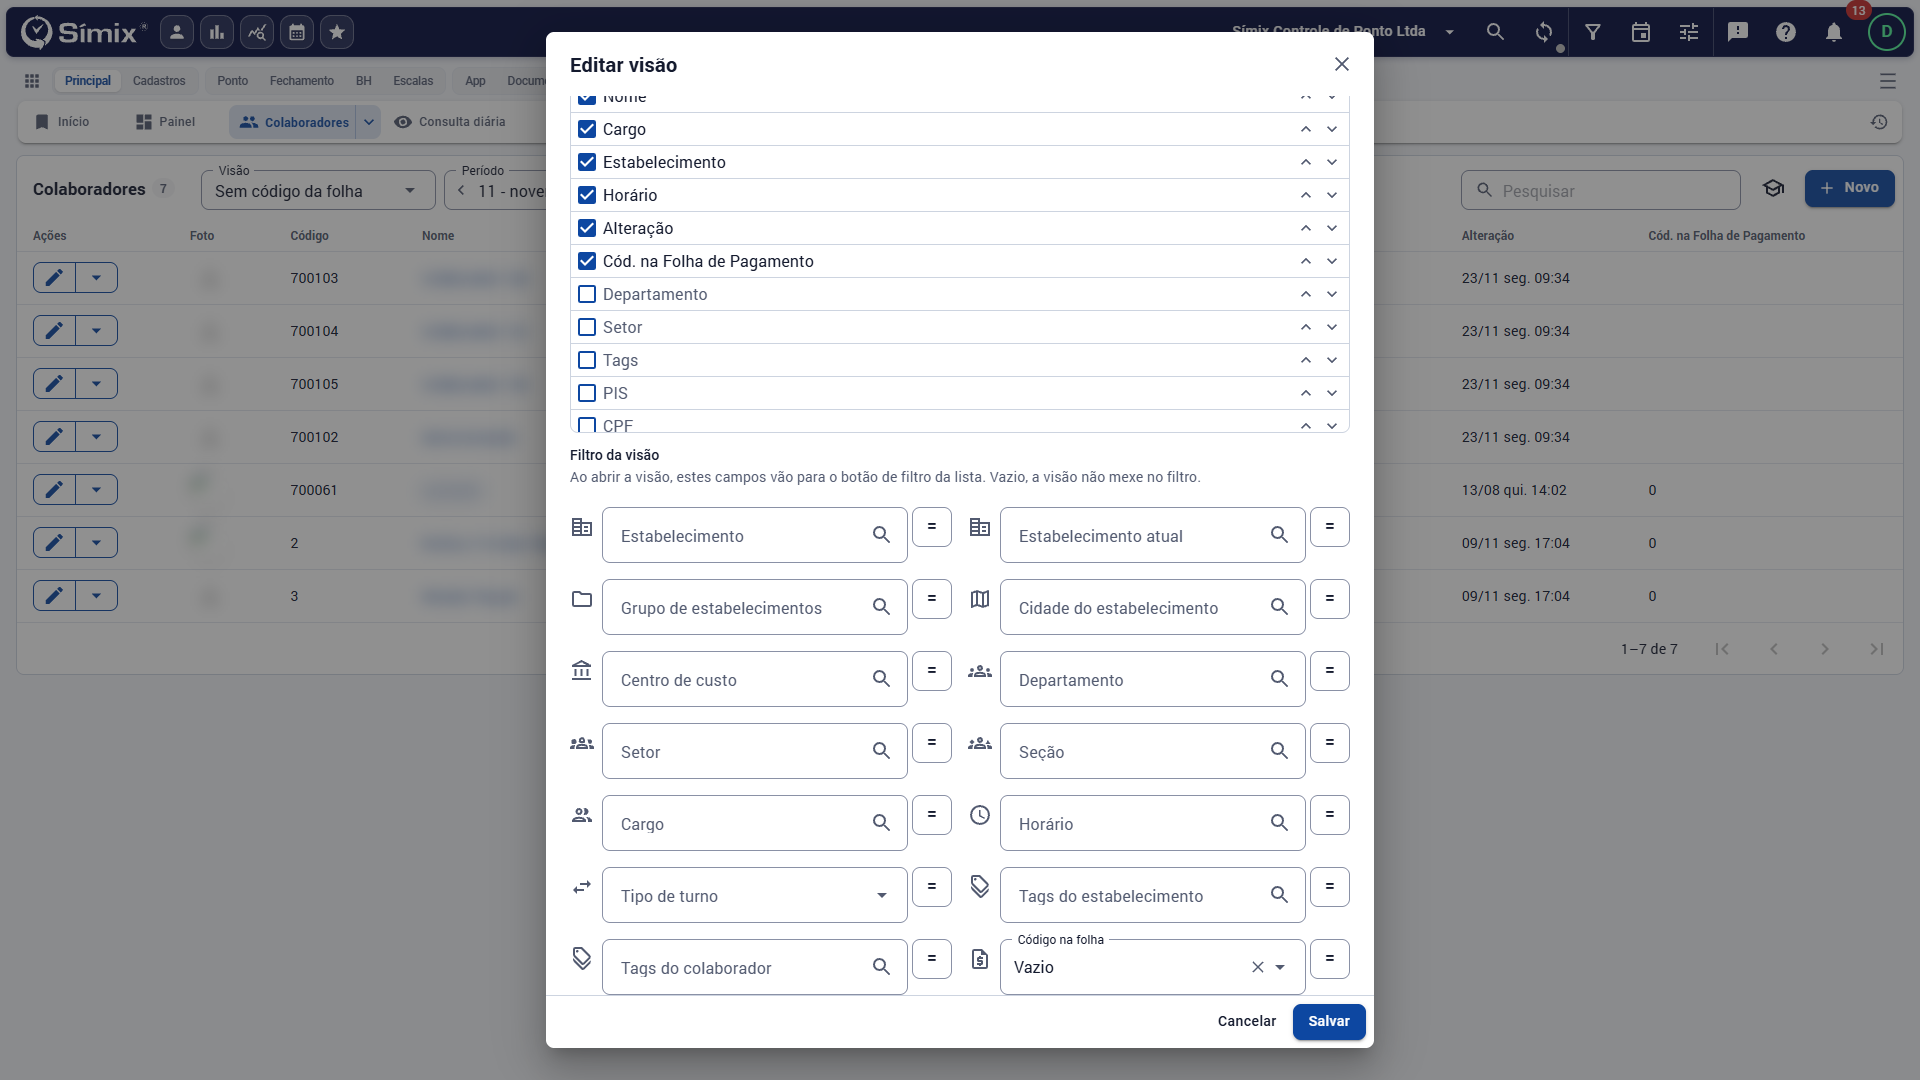 Símix
Símix Controle de Ponto Ltda
13
D
Principal
Cadastros
Ponto
Fechamento
BH
Escalas
App
Início
Painel
Colaboradores
Consulta diária
Colaboradores 7
Visão
Sem código da folha
Período
Pesquisar
+ Novo
Ações
Foto
Código
Nome
Alteração
Cód. na Folha de Pagamento
700103
23/11 seg. 09:34
700104
23/11 seg. 09:34
700105
23/11 seg. 09:34
700102
23/11 seg. 09:34
700061
13/08 qui. 14:02
0
2
09/11 seg. 17:04
0
3
09/11 seg. 17:04
0
1–7 de 7
Editar visão
Nome
Cargo
Estabelecimento
Horário
Alteração
Cód. na Folha de Pagamento
Departamento
Setor
Tags
PIS
CPF
Filtro da visão
Ao abrir a visão, estes campos vão para o botão de filtro da lista. Vazio, a visão não mexe no filtro.
Estabelecimento =
Estabelecimento atual =
Grupo de estabelecimentos =
Cidade do estabelecimento =
Centro de custo =
Departamento =
Setor =
Seção =
Cargo =
Horário =
Tipo de turno =
Tags do estabelecimento =
Tags do colaborador =
Código na folha
Vazio =
Cancelar
Salvar